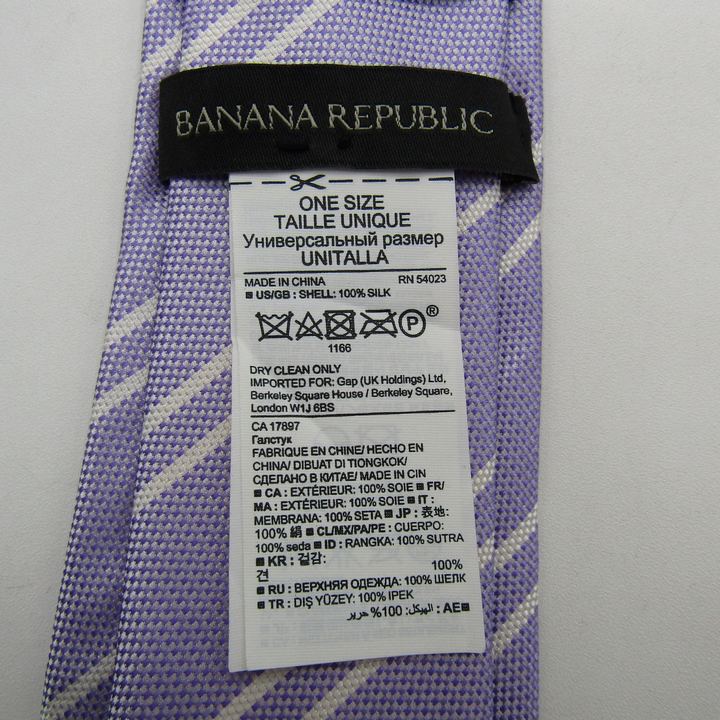 BANANA REPUBLIC
ONE SIZE
TAILLE UNIQUE
Универсальный размер
UNITALLA
MADE IN CHINA RN 54023
■ US/GB : SHELL: 100% SILK
P ®
1166
DRY CLEAN ONLY
IMPORTED FOR: Gap (UK Holdings) Ltd,
Berkeley Square House / Berkeley Square,
London W1J 6BS
CA 17897
Галстук
FABRIQUE EN CHINE/ HECHO EN
CHINA/ DIBUAT DI TIONGKOK/
СДЕЛАНО В КИТАЕ/ MADE IN CIN
■ CA : EXTÉRIEUR: 100% SOIE ■ FR/
MA : EXTÉRIEUR: 100% SOIE ■ IT :
MEMBRANA: 100% SETA ■ JP : 表地:
100% 絹 ■ CL/MX/PA/PE : CUERPO:
100% seda ■ ID : RANGKA: 100% SUTRA
■ KR : 겉감: 100%
견
■ RU : ВЕРХНЯЯ ОДЕЖДА: 100% ШЕЛК
■ TR : DIŞ YÜZEY: 100% IPEK
■ AE : الهيكل: 100% حرير